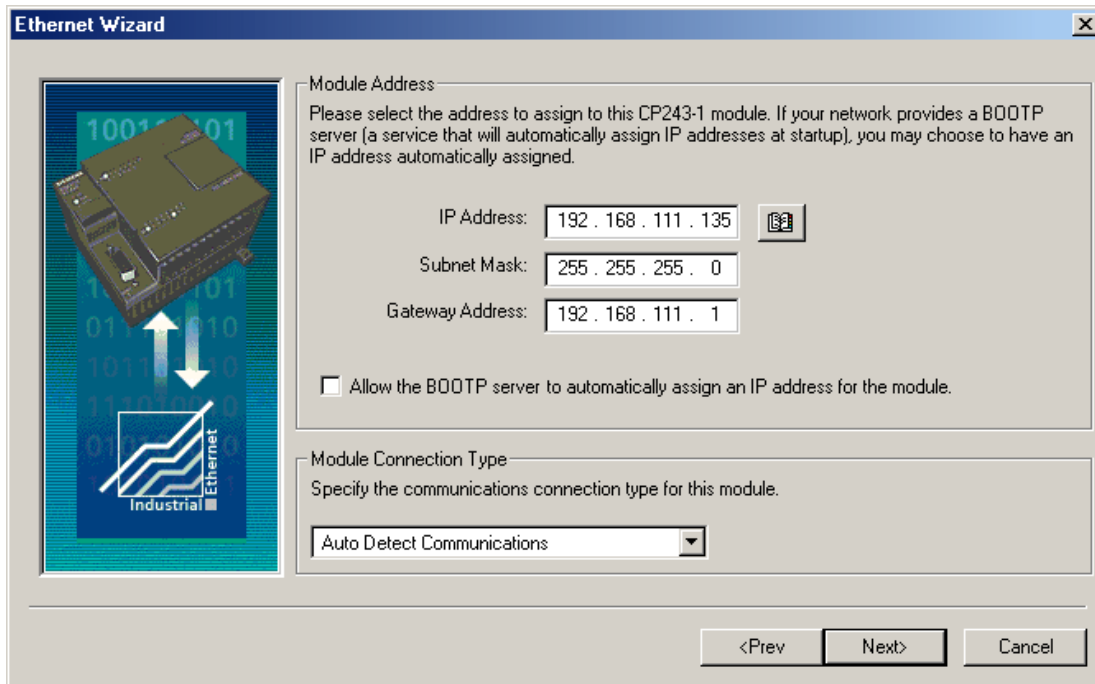 Ethernet Wizard
Module Address
Please select the address to assign to this CP243-1 module. If your network provides a BOOTP
server (a service that will automatically assign IP addresses at startup), you may choose to have an
IP address automatically assigned.
IP Address: 192 . 168 . 111 . 135
Subnet Mask: 255 . 255 . 255 . 0
Gateway Address: 192 . 168 . 111 . 1
Allow the BOOTP server to automatically assign an IP address for the module.
Module Connection Type
Specify the communications connection type for this module.
Auto Detect Communications
Industrial
Ethernet
<Prev
Next>
Cancel